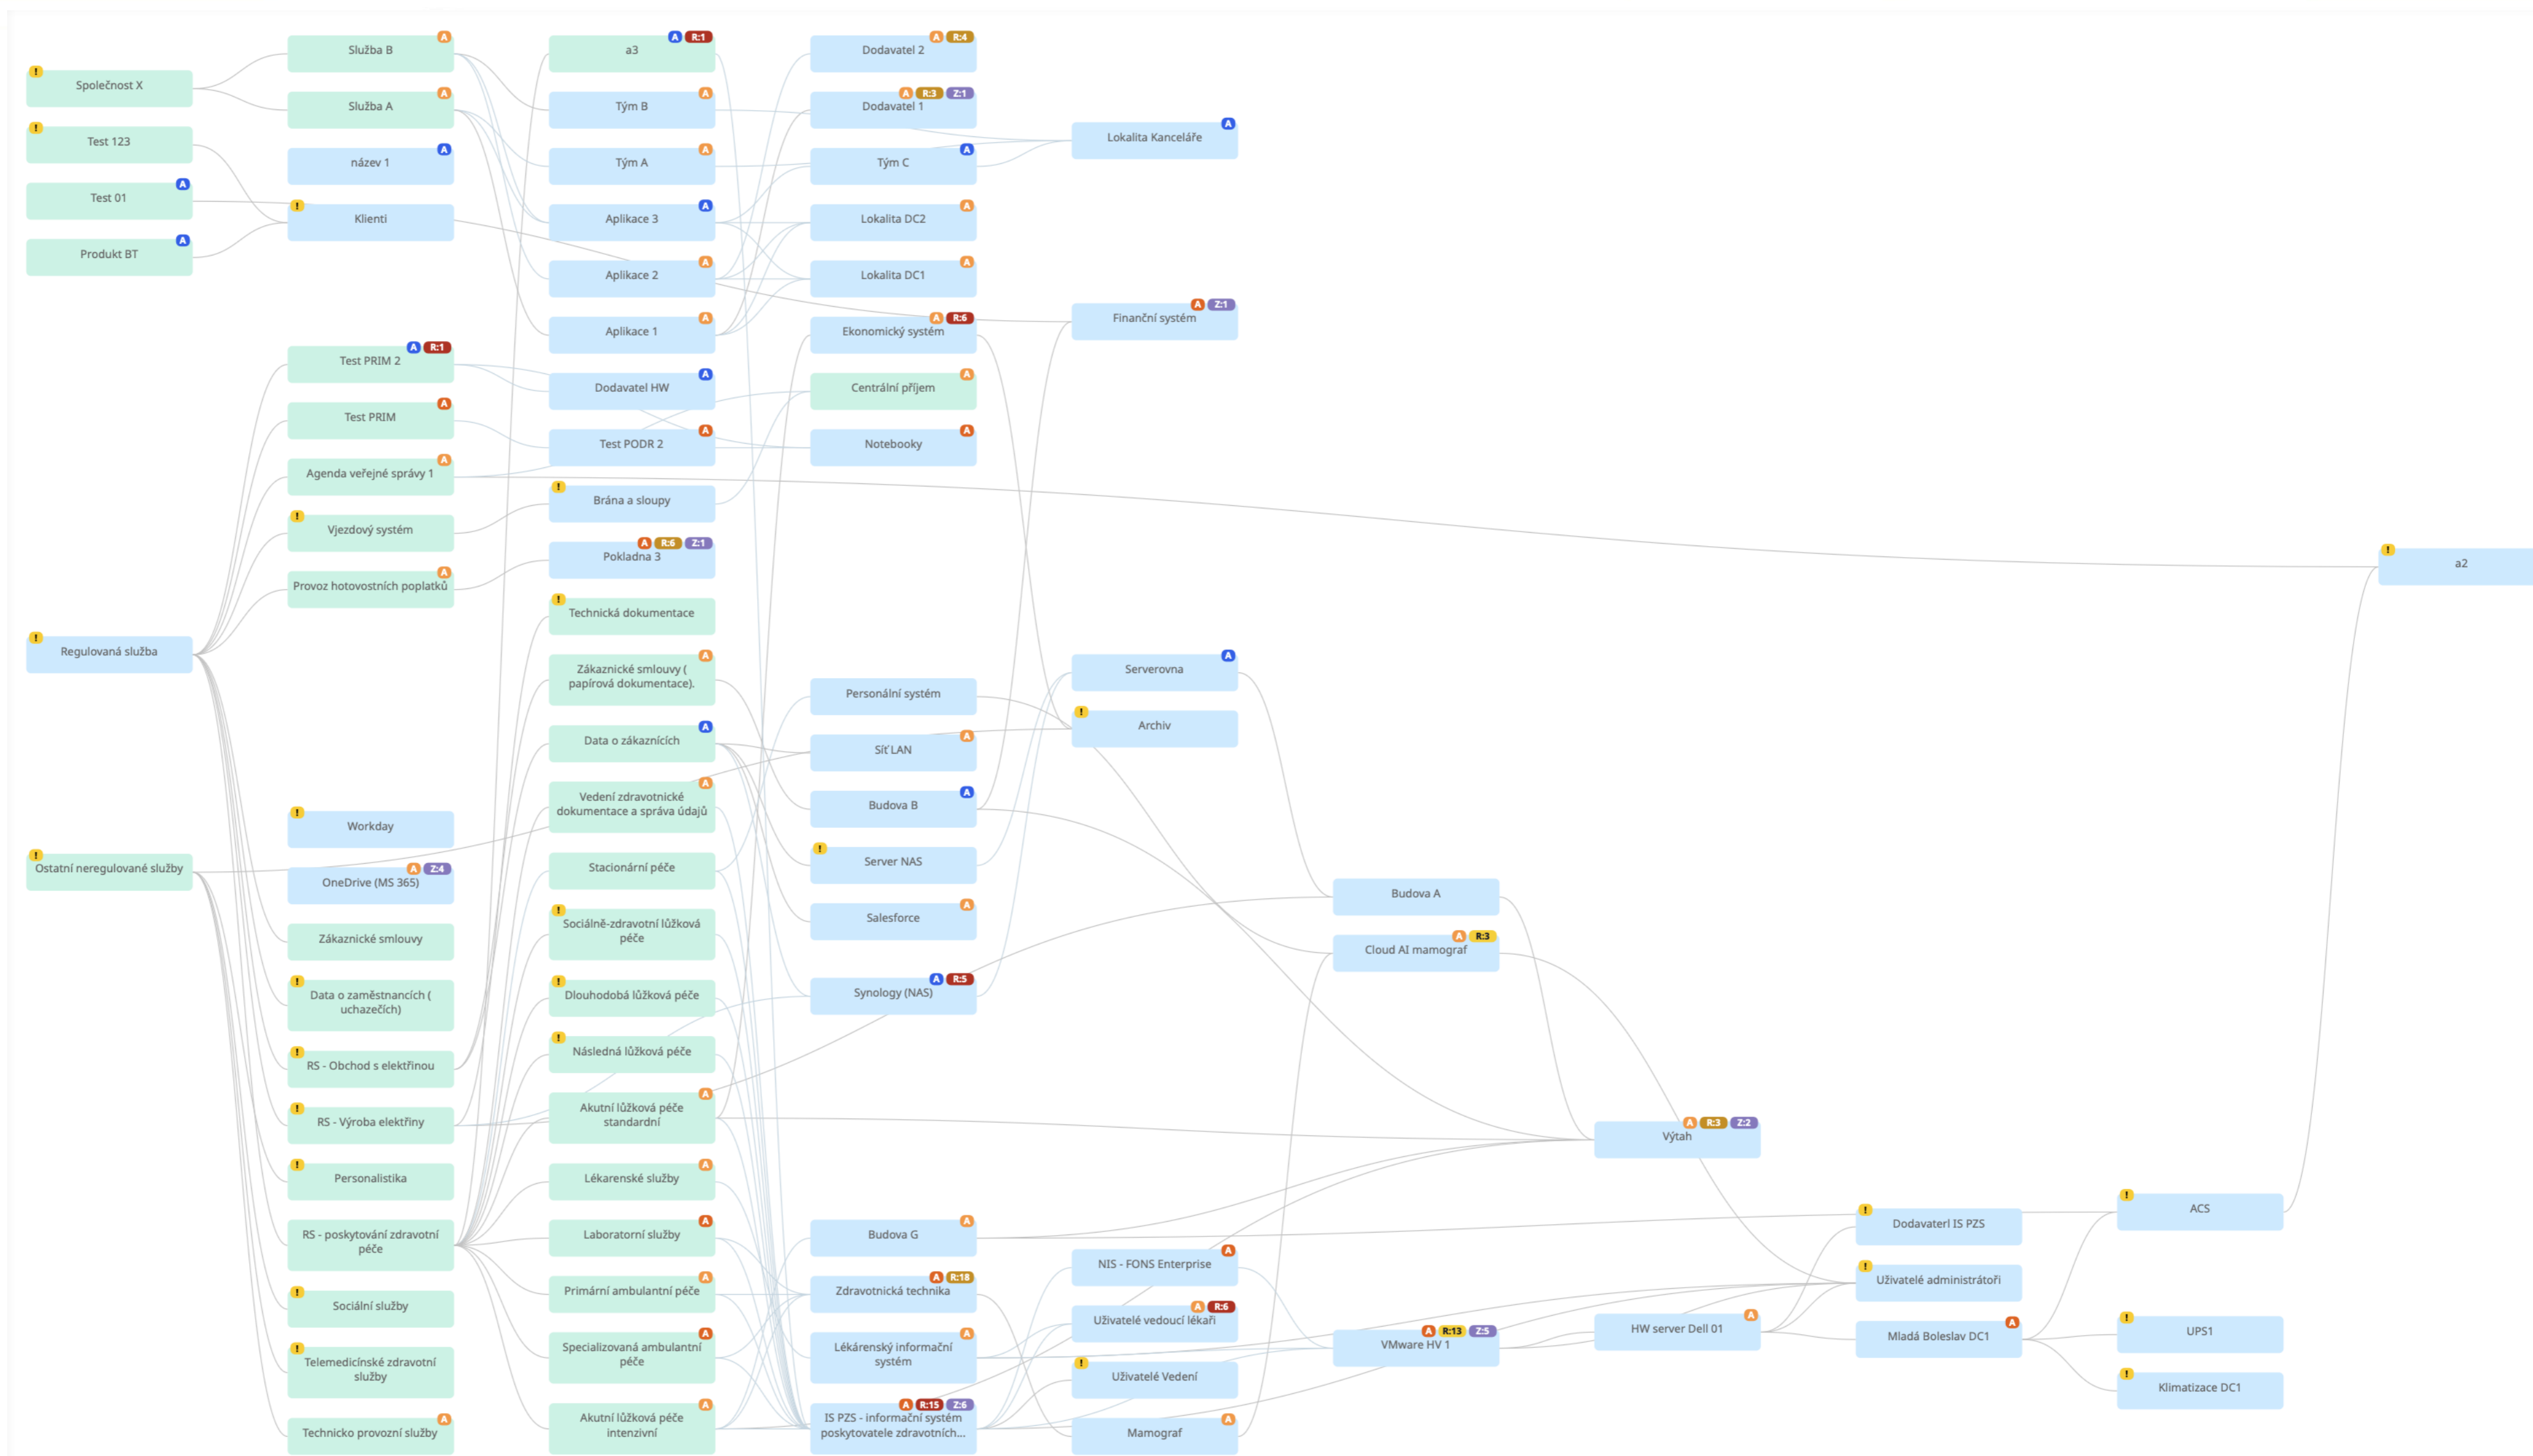 !
Společnost X
!
Test 123
A
Test 01
A
Produkt BT
!
Regulovaná služba
!
Ostatní neregulované služby
A
Služba B
A
Služba A
A
název 1
!
Klienti
A R:1
Test PRIM 2
A
Test PRIM
A
Agenda veřejné správy 1
!
Vjezdový systém
A
Provoz hotovostních poplatků
!
Workday
A Z:4
OneDrive (MS 365)
Zákaznické smlouvy
!
Data o zaměstnancích (
uchazečích)
!
RS - Obchod s elektřinou
!
RS - Výroba elektřiny
!
Personalistika
RS - poskytování zdravotní
péče
!
Sociální služby
!
Telemedicínské zdravotní
služby
A
Technicko provozní služby
A R:1
a3
A
Tým B
A
Tým A
A
Aplikace 3
A
Aplikace 2
A
Aplikace 1
A
Dodavatel HW
A
Test PODR 2
!
Brána a sloupy
A R:6 Z:1
Pokladna 3
!
Technická dokumentace
A
Zákaznické smlouvy (
papírová dokumentace).
A
Data o zákaznících
A
Vedení zdravotnické
dokumentace a správa údajů
Stacionární péče
!
Sociálně-zdravotní lůžková
péče
!
Dlouhodobá lůžková péče
!
Následná lůžková péče
A
Akutní lůžková péče
standardní
A
Lékarenské služby
A
Laboratorní služby
A
Primární ambulantní péče
A
Specializovaná ambulantní
péče
A
Akutní lůžková péče
intenzivní
A R:4
Dodavatel 2
A R:3 Z:1
Dodavatel 1
A
Tým C
A
Lokalita DC2
A
Lokalita DC1
A R:6
Ekonomický systém
A
Centrální příjem
A
Notebooky
Personální systém
A
Síť LAN
A
Budova B
!
Server NAS
A
Salesforce
A R:5
Synology (NAS)
A
Budova G
A R:18
Zdravotnická technika
A
Lékárenský informační
systém
A R:15 Z:6
IS PZS - informační systém
poskytovatele zdravotních...
A
Lokalita Kanceláře
A Z:1
Finanční systém
A
Serverovna
!
Archiv
A
NIS - FONS Enterprise
A R:6
Uživatelé vedoucí lékaři
!
Uživatelé Vedení
A
Mamograf
Budova A
A R:3
Cloud AI mamograf
A R:13 Z:5
VMware HV 1
A R:3 Z:2
Výtah
A
HW server Dell 01
!
Dodavaterl IS PZS
!
Uživatelé administrátoři
A
Mladá Boleslav DC1
!
ACS
!
UPS1
!
Klimatizace DC1
!
a2